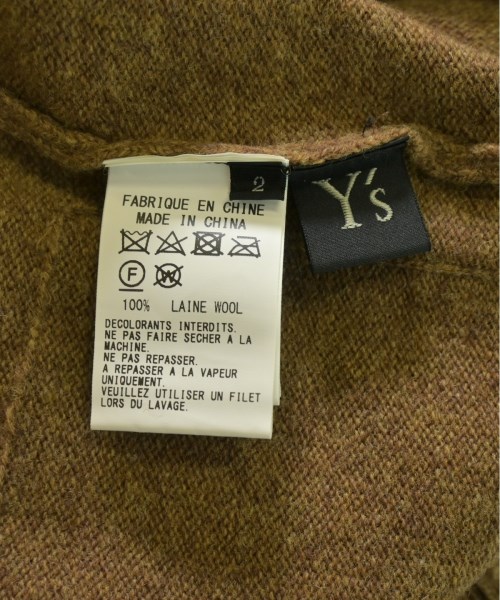 2
Y's
FABRIQUE EN CHINE
MADE IN CHINA
F W
100% LAINE WOOL
DECOLORANTS INTERDITS.
NE PAS FAIRE SECHER A LA
MACHINE.
NE PAS REPASSER.
A REPASSER A LA VAPEUR
UNIQUEMENT.
VEUILLEZ UTILISER UN FILET
LORS DU LAVAGE.